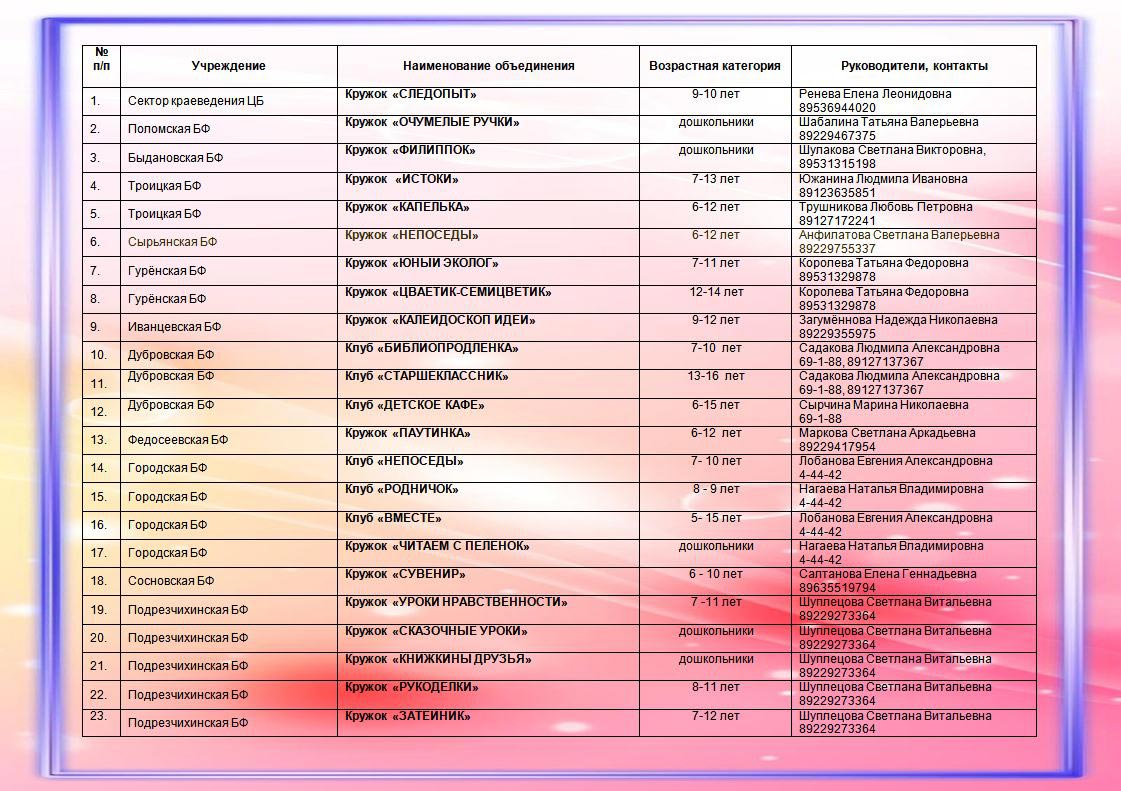 № п/п Учреждение Наименование объединения Возрастная категория Руководители, контакты
1. Сектор краеведения ЦБ Кружок «СЛЕДОПЫТ» 9-10 лет Ренева Елена Леонидовна
89536944020
2. Поломская БФ Кружок «ОЧУМЕЛЫЕ РУЧКИ» дошкольники Шабалина Татьяна Валерьевна
89229467375
3. Быдановская БФ Кружок «ФИЛИППОК» дошкольники Шулакова Светлана Викторовна,
89531315198
4. Троицкая БФ Кружок «ИСТОКИ» 7-13 лет Южанина Людмила Ивановна
89123635851
5. Троицкая БФ Кружок «КАПЕЛЬКА» 6-12 лет Трушникова Любовь Петровна
89127172241
6. Сырьянская БФ Кружок «НЕПОСЕДЫ» 6-12 лет Анфилатова Светлана Валерьевна
89229755337
7. Гурёнская БФ Кружок «ЮНЫЙ ЭКОЛОГ» 7-11 лет Королева Татьяна Федоровна
89531329878
8. Гурёнская БФ Кружок «ЦВАЕТИК-СЕМИЦВЕТИК» 12-14 лет Королева Татьяна Федоровна
89531329878
9. Иванцевская БФ Кружок «КАЛЕЙДОСКОП ИДЕЙ» 9-12 лет Загумённова Надежда Николаевна
89229355975
10. Дубровская БФ Клуб «БИБЛИОПРОДЛЕНКА» 7-10 лет Садакова Людмила Александровна
69-1-88, 89127137367
11. Дубровская БФ Клуб «СТАРШЕКЛАССНИК» 13-16 лет Садакова Людмила Александровна
69-1-88, 89127137367
12. Дубровская БФ Клуб «ДЕТСКОЕ КАФЕ» 6-15 лет Сырчина Марина Николаевна
69-1-88
13. Федосеевская БФ Кружок «ПАУТИНКА» 6-12 лет Маркова Светлана Аркадьевна
89229417954
14. Городская БФ Клуб «НЕПОСЕДЫ» 7- 10 лет Лобанова Евгения Александровна
4-44-42
15. Городская БФ Клуб «РОДНИЧОК» 8 - 9 лет Нагаева Наталья Владимировна
4-44-42
16. Городская БФ Клуб «ВМЕСТЕ» 5- 15 лет Лобанова Евгения Александровна
4-44-42
17. Городская БФ Кружок «ЧИТАЕМ С ПЕЛЕНОК» дошкольники Нагаева Наталья Владимировна
4-44-42
18. Сосновская БФ Кружок «СУВЕНИР» 6 - 10 лет Салтанова Елена Геннадьевна
89635519794
19. Подрезчихинская БФ Кружок «УРОКИ НРАВСТВЕННОСТИ» 7 -11 лет Шуплецова Светлана Витальевна
89229273364
20. Подрезчихинская БФ Кружок «СКАЗОЧНЫЕ УРОКИ» дошкольники Шуплецова Светлана Витальевна
89229273364
21. Подрезчихинская БФ Кружок «КНИЖКИНЫ ДРУЗЬЯ» дошкольники Шуплецова Светлана Витальевна
89229273364
22. Подрезчихинская БФ Кружок «РУКОДЕЛКИ» 8-11 лет Шуплецова Светлана Витальевна
89229273364
23. Подрезчихинская БФ Кружок «ЗАТЕЙНИК» 7-12 лет Шуплецова Светлана Витальевна
89229273364